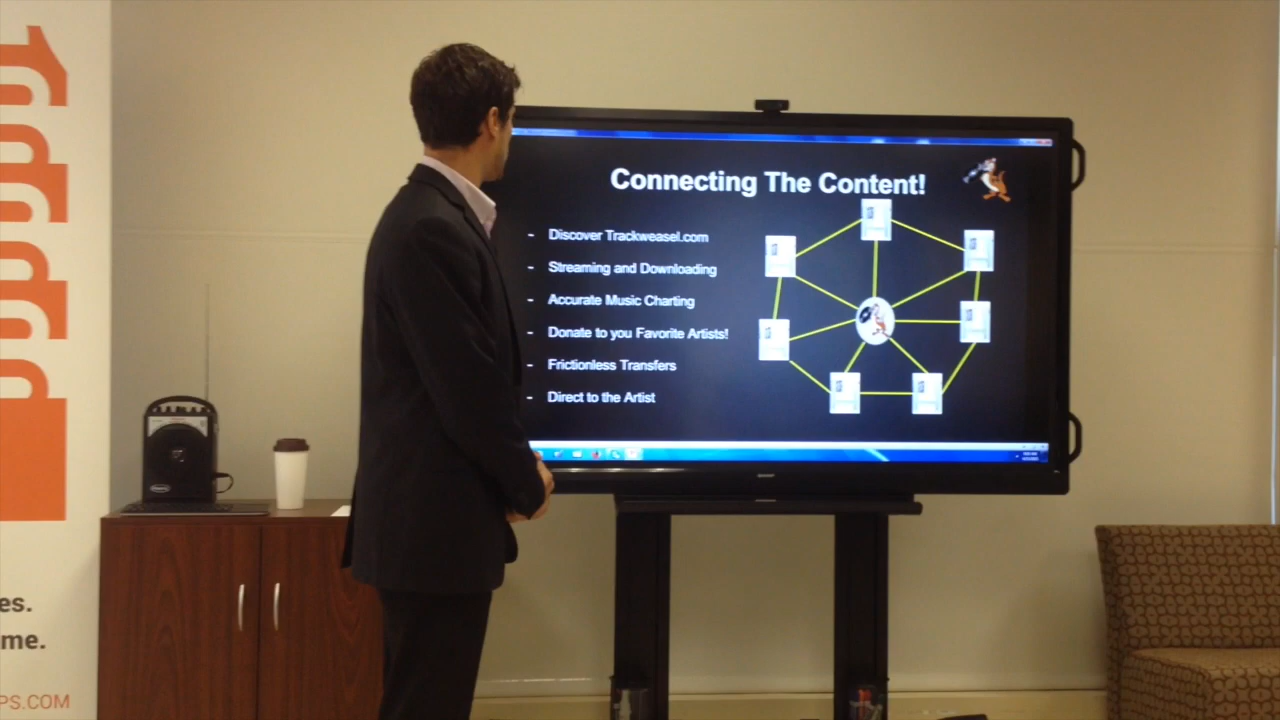 Connecting The Content!
- Discover Trackweasel.com
- Streaming and Downloading
- Accurate Music Charting
- Donate to you Favorite Artists!
- Frictionless Transfers
- Direct to the Artist
SHARP
es.
me.
PS.COM